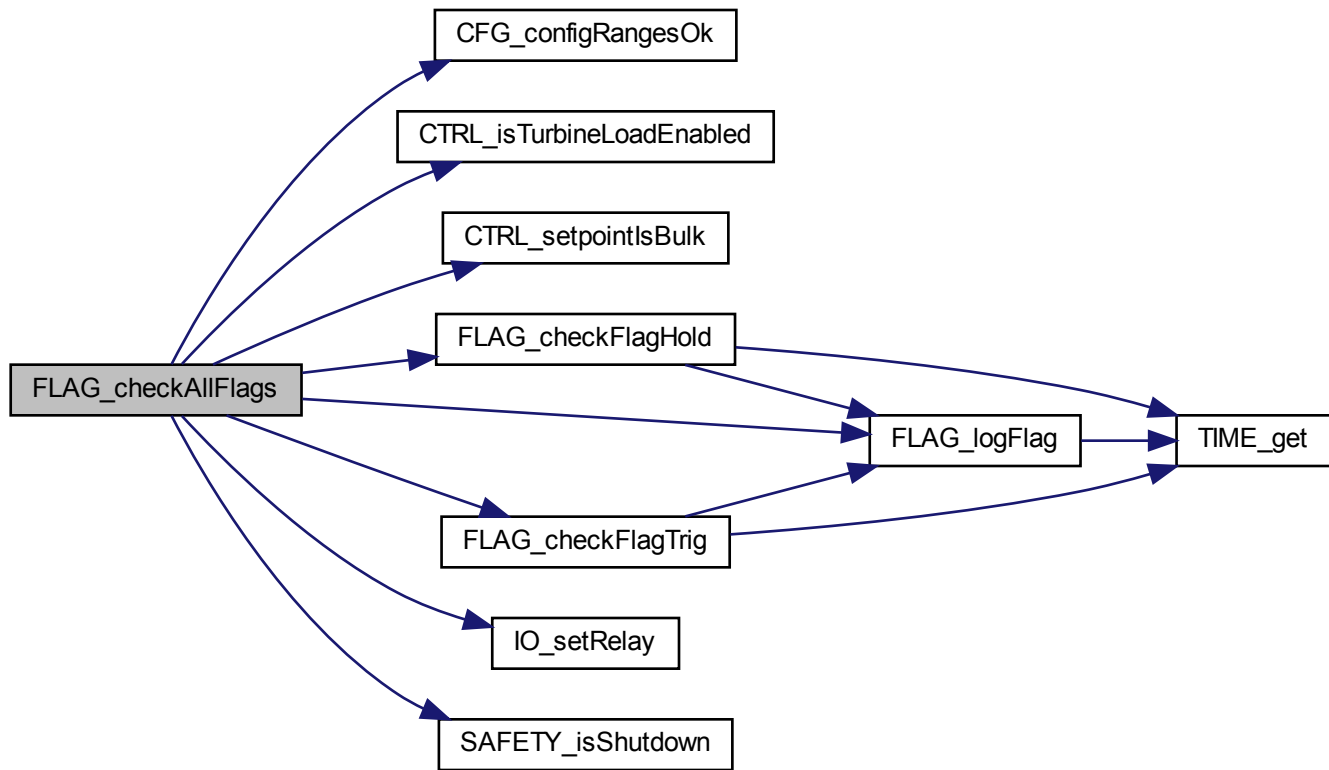 CFG_configRangesOk
CTRL_isTurbineLoadEnabled
CTRL_setpointIsBulk
FLAG_checkFlagHold
FLAG_checkAllFlags
FLAG_logFlag
TIME_get
FLAG_checkFlagTrig
IO_setRelay
SAFETY_isShutdown